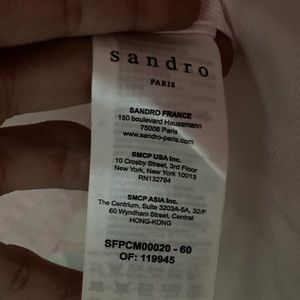 sandro
PARIS
SANDRO FRANCE
150 boulevard Haussmann
75008 Paris
www.sandro-paris.com
SMCP USA Inc.
10 Crosby Street, 3rd Floor
New York, New York 10013
RN132784
SMCP ASIA Inc.
The Centrium, Suite 3203A-5A, 32/F
60 Wyndham Street, Central
HONG-KONG
SFPCM00020 - 60
OF: 119945